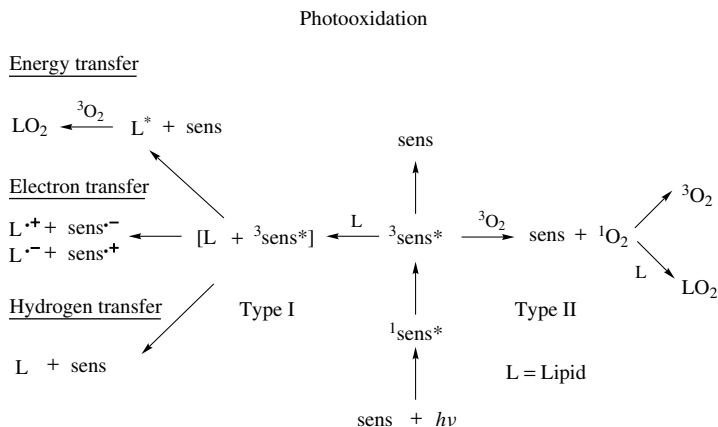 Photooxidation
Energy transfer
LO₂ ³O₂ L* + sens
sens
Electron transfer
L•+ + sens•−
L•− + sens•+
[L + ³sens*] L ³sens* ³O₂ sens + ¹O₂ ³O₂
L LO₂
Hydrogen transfer
Type I Type II
¹sens*
L + sens
L = Lipid
sens + hν